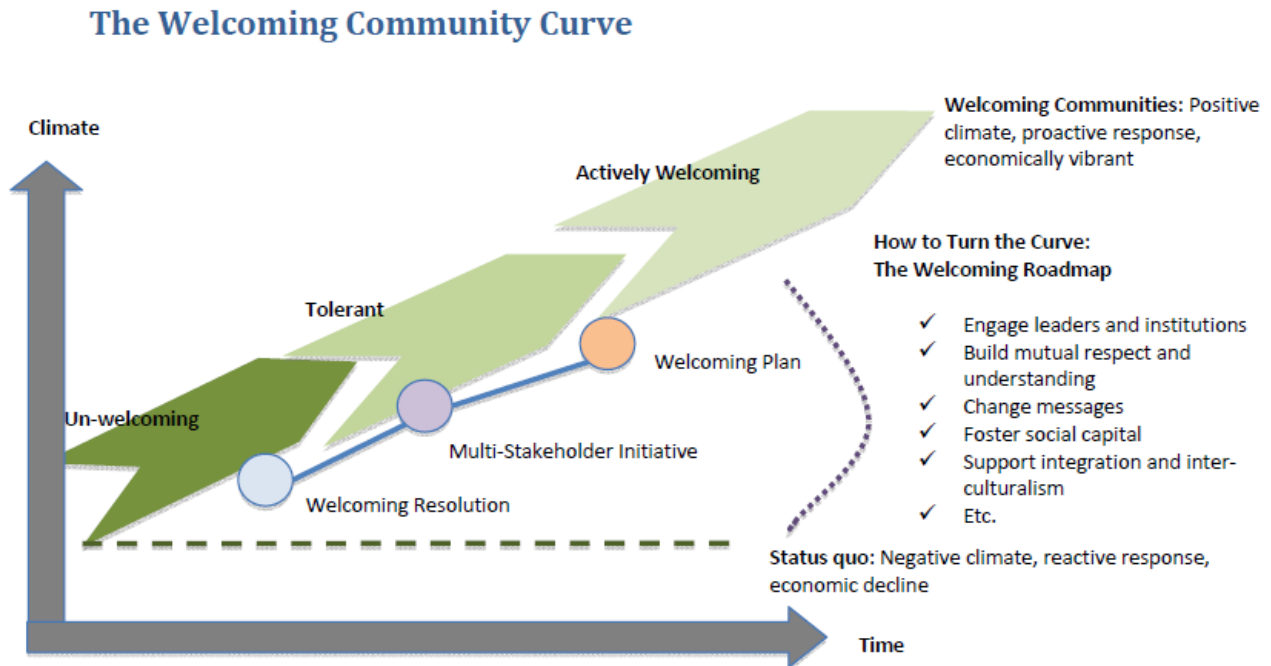 The Welcoming Community Curve
Climate
Welcoming Communities: Positive
climate, proactive response,
economically vibrant
Actively Welcoming
How to Turn the Curve:
The Welcoming Roadmap
Tolerant
✓ Engage leaders and institutions
✓ Build mutual respect and
understanding
✓ Change messages
✓ Foster social capital
✓ Support integration and inter-
culturalism
✓ Etc.
Welcoming Plan
Un-welcoming
Multi-Stakeholder Initiative
Welcoming Resolution
Status quo: Negative climate, reactive response,
economic decline
Time